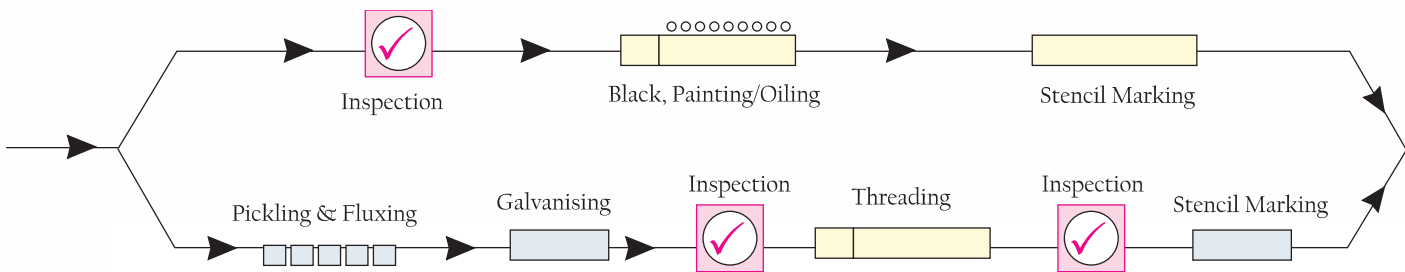 Inspection
Black, Painting/Oiling
Stencil Marking
Pickling & Fluxing
Galvanising
Inspection
Threading
Inspection
Stencil Marking